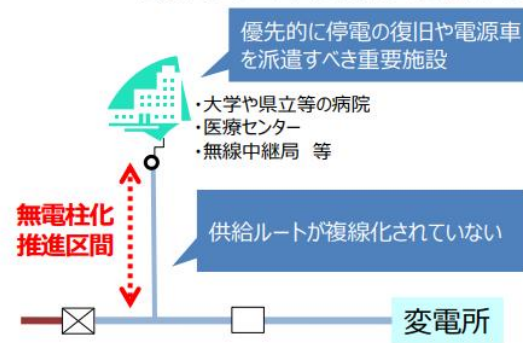 優先的に停電の復旧や電源車
を派遣すべき重要施設
・大学や県立等の病院
・医療センター
・無線中継局 等
無電柱化
推進区間
供給ルートが複線化されていない
変電所